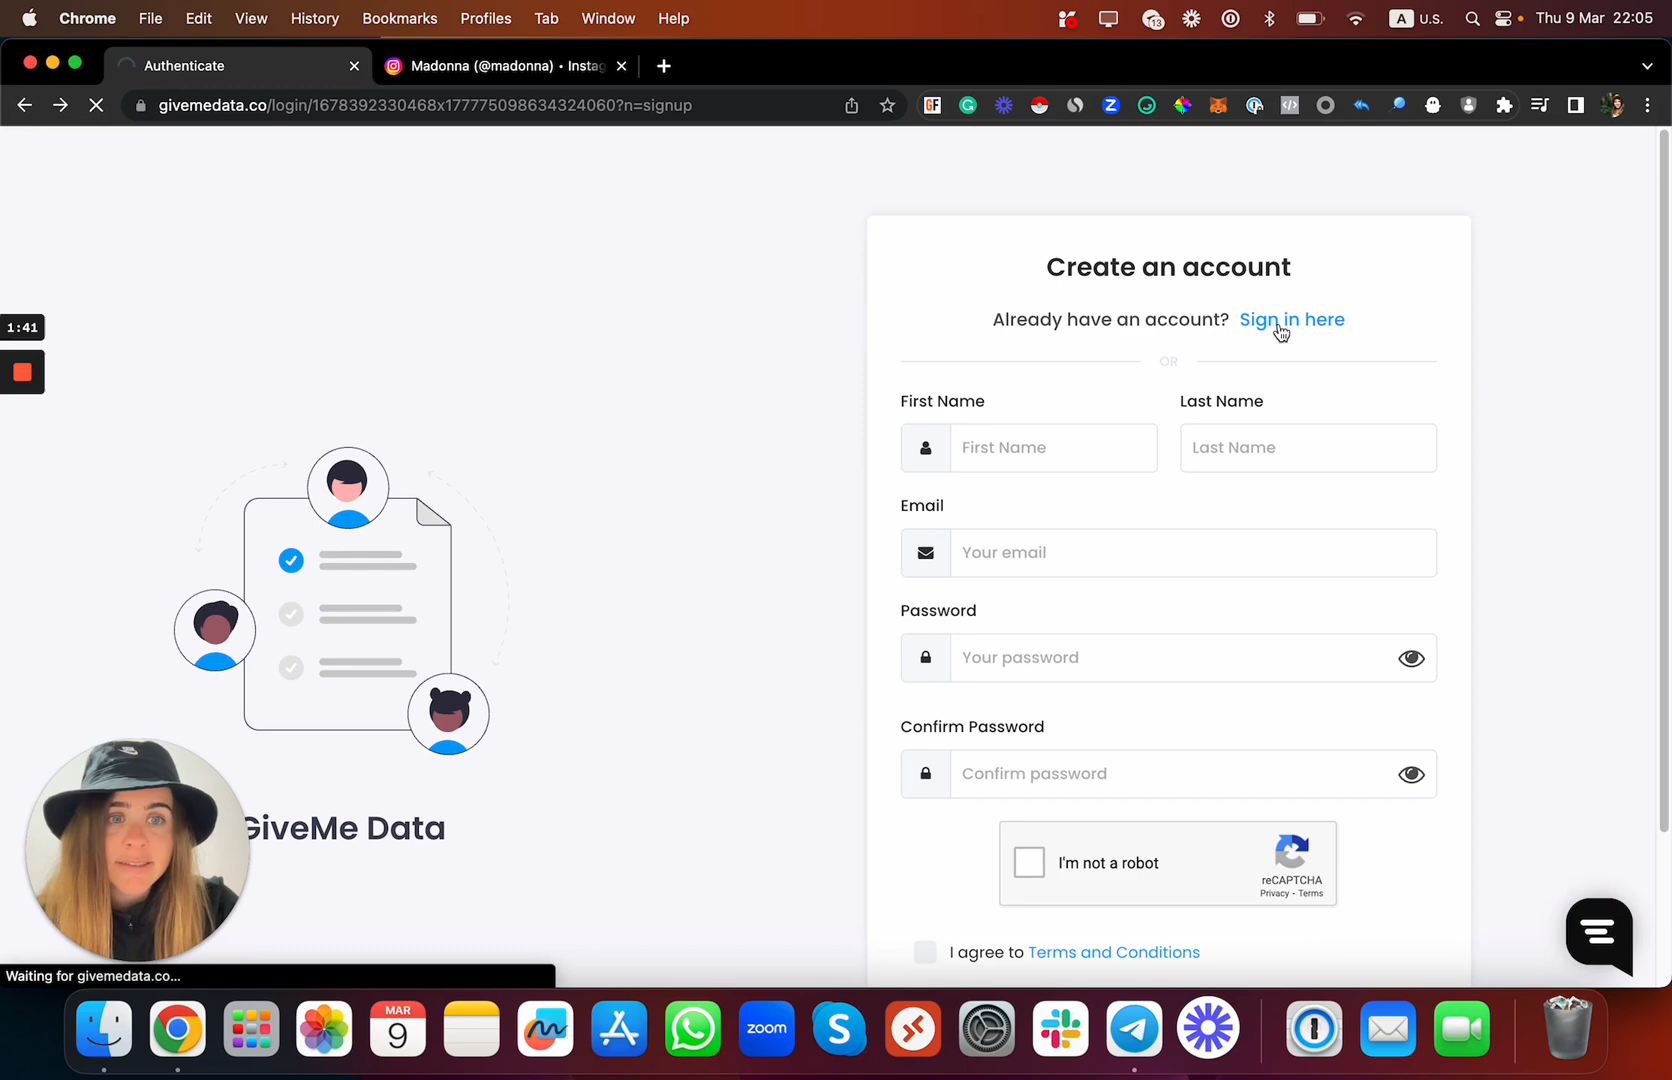 Chrome File Edit View History Bookmarks Profiles Tab Window Help 13 A U.S. Thu 9 Mar 22:05
Authenticate Madonna (@madonna) • Insta
givemedata.co/login/1678392330468x177775098634324060?n=signup
Create an account
Already have an account? Sign in here
1:41
OR
First Name Last Name
First Name Last Name
Email
Your email
Password
Your password
Confirm Password
Confirm password
GiveMe Data
I'm not a robot
reCAPTCHA
Privacy - Terms
I agree to Terms and Conditions
Waiting for givemedata.co...
MAR
9
zoom